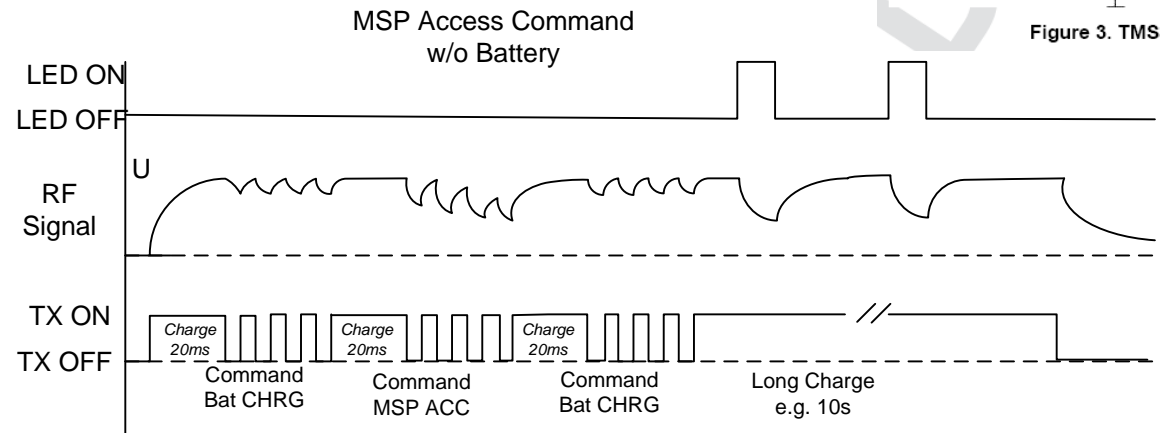 MSP Access Command
w/o Battery
Figure 3. TMS
LED ON
LED OFF
U
RF
Signal
TX ON
TX OFF
Charge
20ms
Charge
20ms
Charge
20ms
Command
Bat CHRG
Command
MSP ACC
Command
Bat CHRG
Long Charge
e.g. 10s